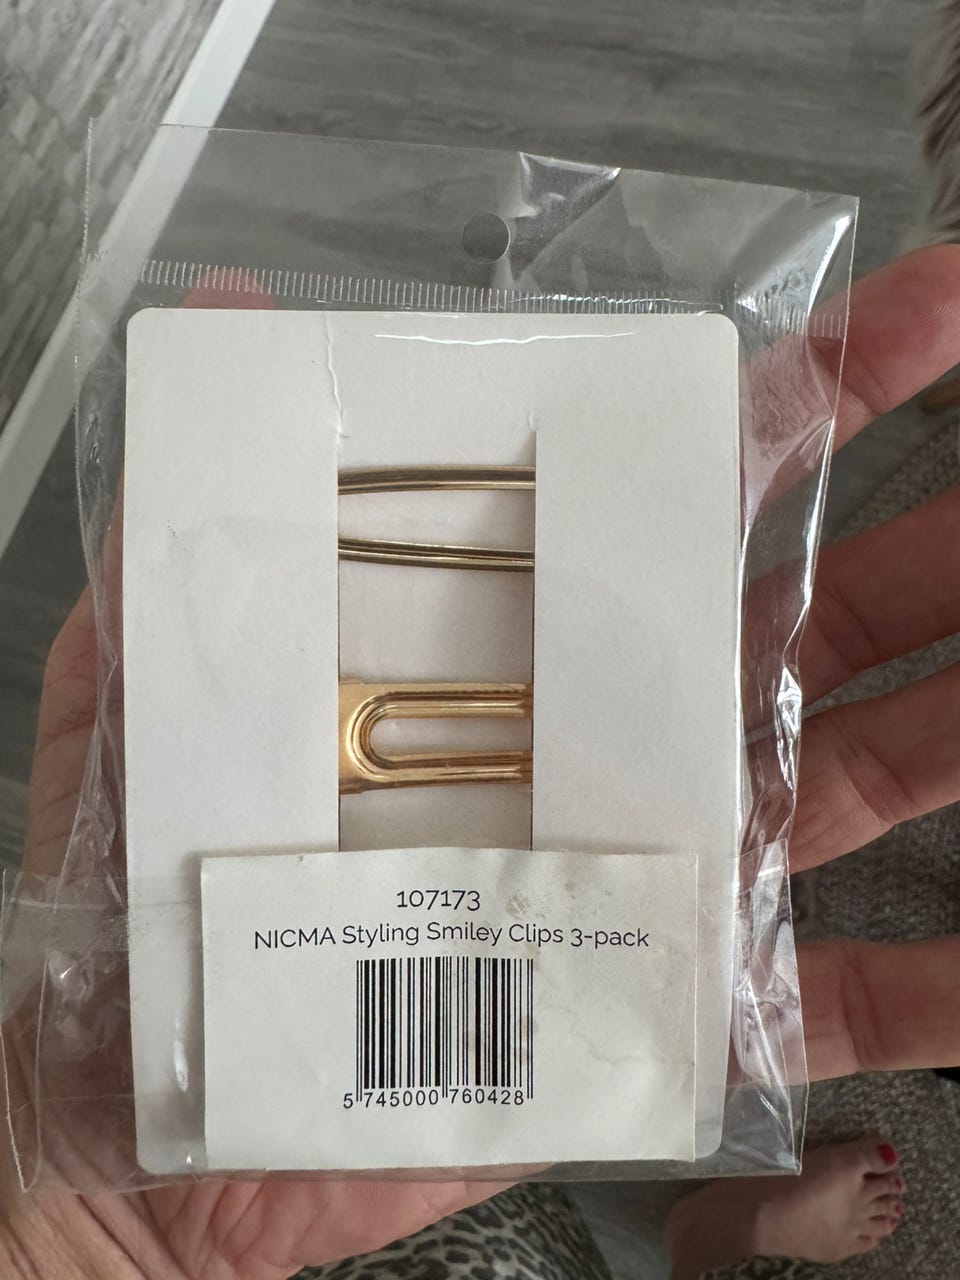 107173
NICMA Styling Smiley Clips 3-pack
5 745000 760428